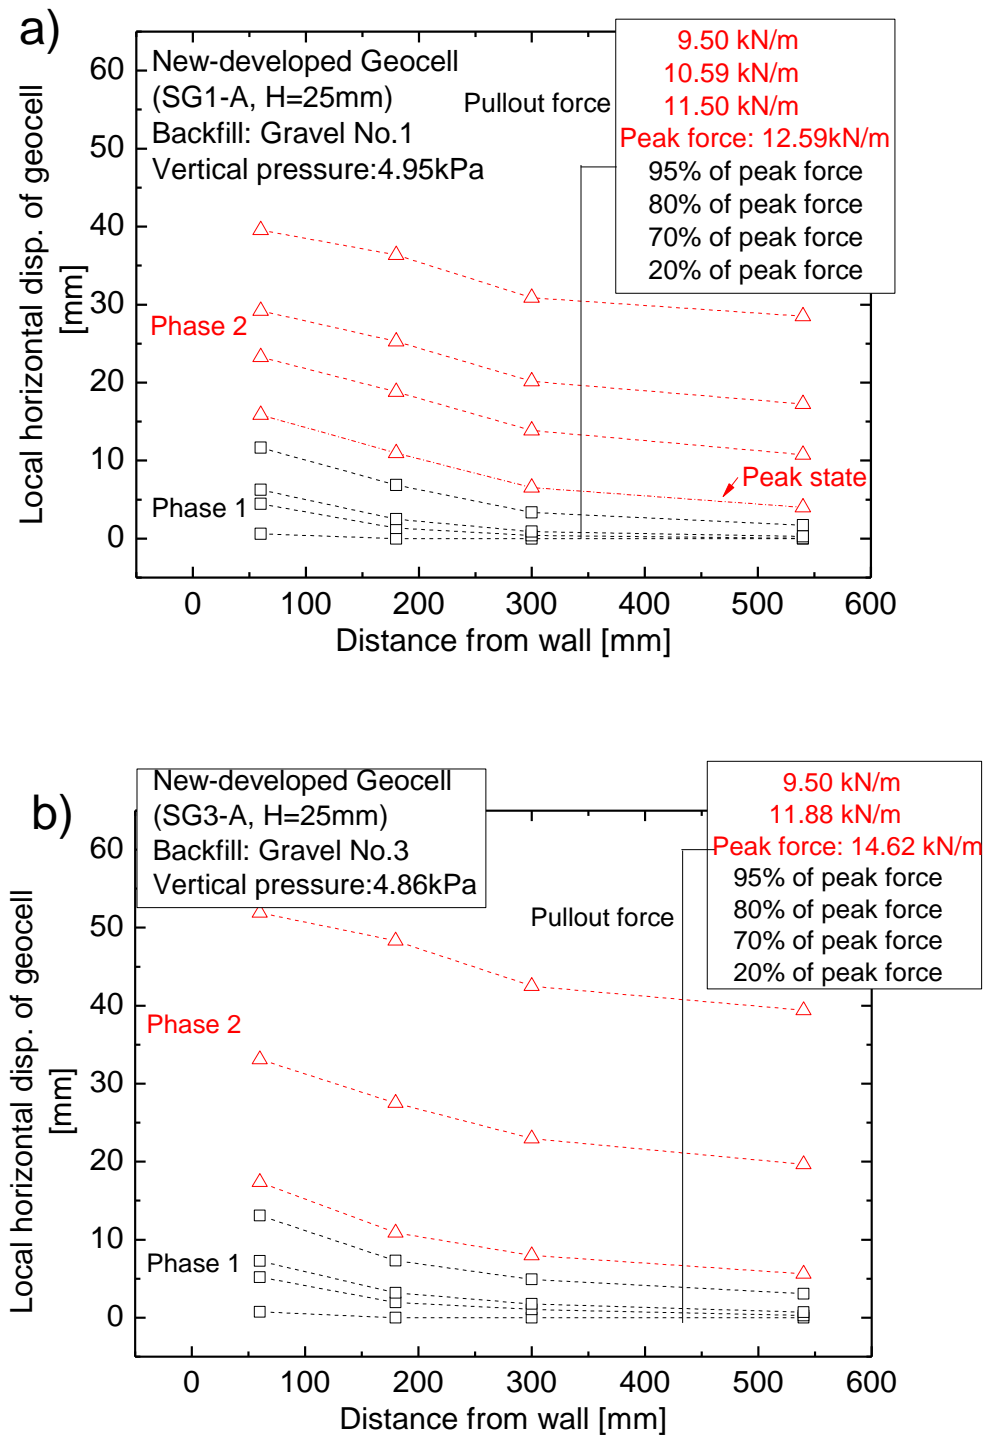 a)
New-developed Geocell
(SG1-A, H=25mm)
Backfill: Gravel No.1
Vertical pressure:4.95kPa
Pullout force
9.50 kN/m
10.59 kN/m
11.50 kN/m
Peak force: 12.59kN/m
95% of peak force
80% of peak force
70% of peak force
20% of peak force
Phase 2
Phase 1
Peak state
Local horizontal disp. of geocell
[mm]
60
50
40
30
20
10
0
0 100 200 300 400 500 600
Distance from wall [mm]
b)
New-developed Geocell
(SG3-A, H=25mm)
Backfill: Gravel No.3
Vertical pressure:4.86kPa
Pullout force
9.50 kN/m
11.88 kN/m
Peak force: 14.62 kN/m
95% of peak force
80% of peak force
70% of peak force
20% of peak force
Phase 2
Phase 1
Local horizontal disp. of geocell
[mm]
60
50
40
30
20
10
0
0 100 200 300 400 500 600
Distance from wall [mm]